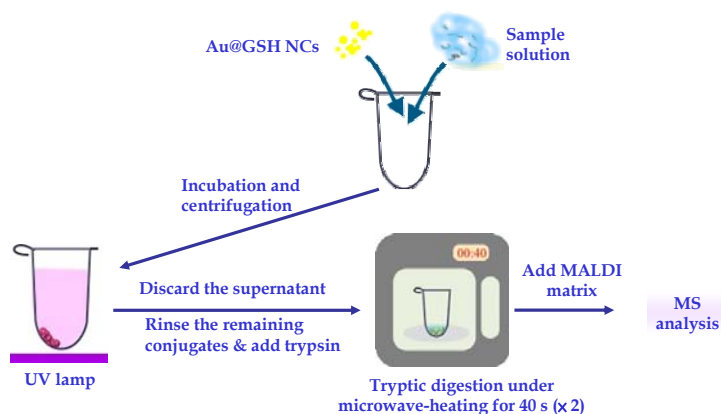 Au@GSH NCs
Sample
solution
Incubation and
centrifugation
00:40
Discard the supernatant
Rinse the remaining
conjugates & add trypsin
Add MALDI
matrix
MS
analysis
UV lamp
Tryptic digestion under
microwave-heating for 40 s (x 2)